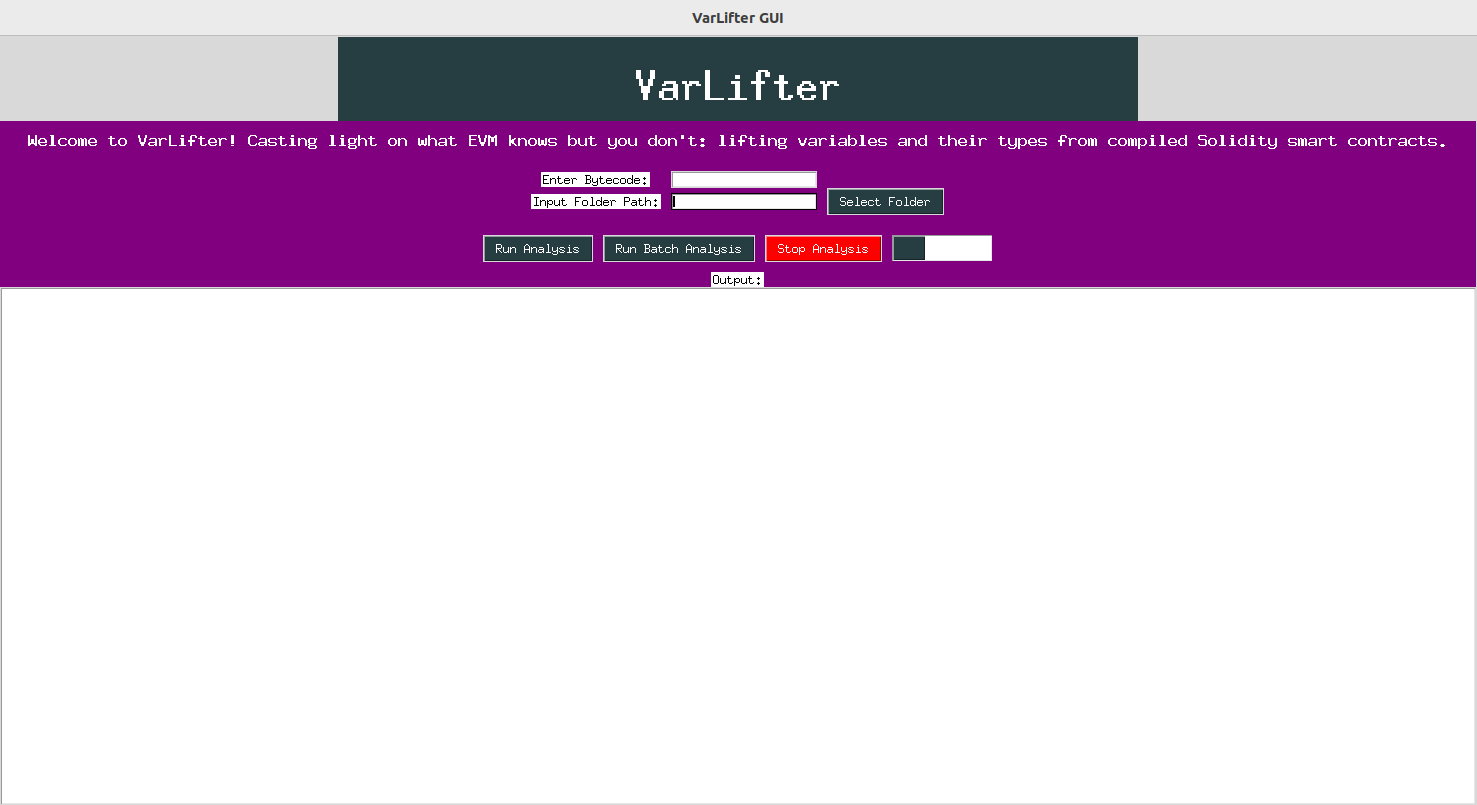 VarLifter GUI
VarLifter
Welcome to VarLifter! Casting light on what EVM knows but you don't: lifting variables and their types from compiled Solidity smart contracts.
Enter Bytecode:
Input Folder Path:
Select Folder
Run Analysis
Run Batch Analysis
Stop Analysis
Output: